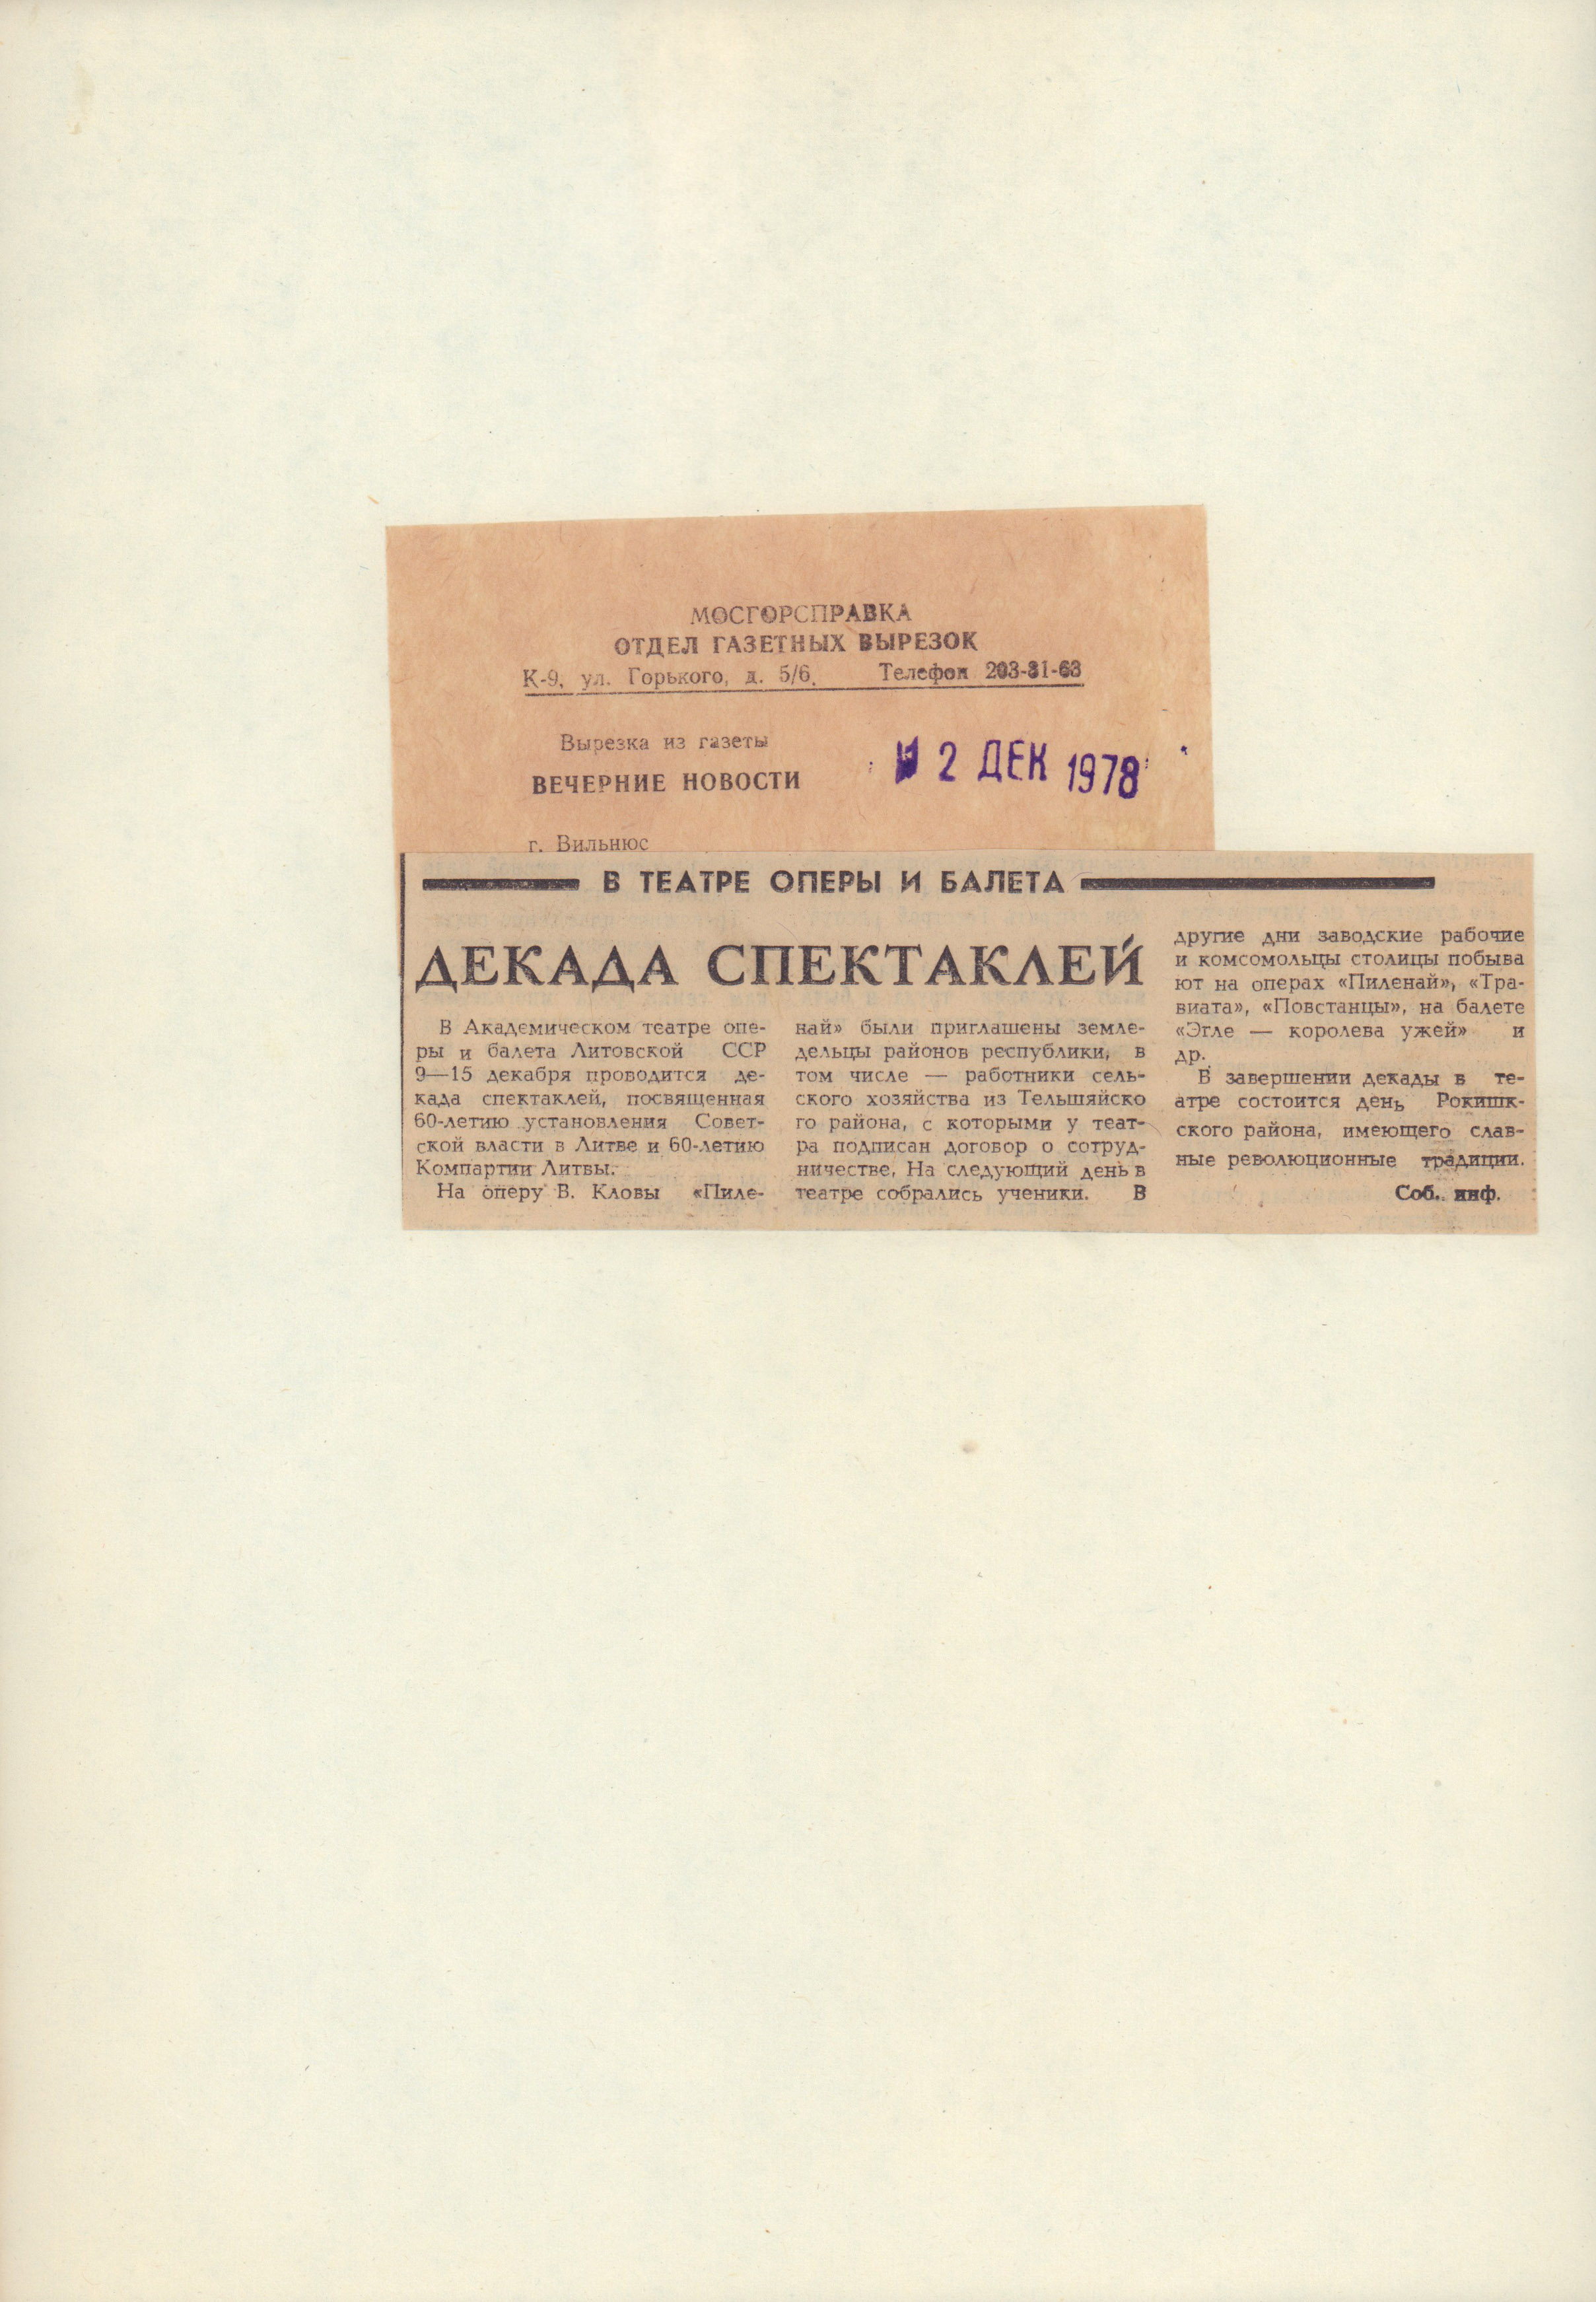 МОСГОРСПРАВКА
ОТДЕЛ ГАЗЕТНЫХ ВЫРЕЗОК
К-9, ул. Горького, д. 5/6. Телефон 203-81-63
Вырезка из газеты
ВЕЧЕРНИЕ НОВОСТИ
2 ДЕК 1978
г. Вильнюс
В ТЕАТРЕ ОПЕРЫ И БАЛЕТА
ДЕКАДА СПЕКТАКЛЕЙ
В Академическом театре опе-
ры и балета Литовской ССР
9—15 декабря проводится де-
када спектаклей, посвященная
60-летию установления Совет-
ской власти в Литве и 60-летию
Компартии Литвы.
На оперу В. Кловы «Пиле-
най» были приглашены земле-
дельцы районов республики, в
том числе — работники сель-
ского хозяйства из Тельшяйско
го района, с которыми у теат-
ра подписан договор о сотруд-
ничестве. На следующий день в
театре собрались ученики. В
другие дни заводские рабочие
и комсомольцы столицы побыва
ют на операх «Пиленай», «Тра-
виата», «Повстанцы», на балете
«Эгле — королева ужей» и
др.
В завершении декады в те-
атре состоится день Рокишк-
ского района, имеющего слав-
ные революционные традиции.
Соб. инф.